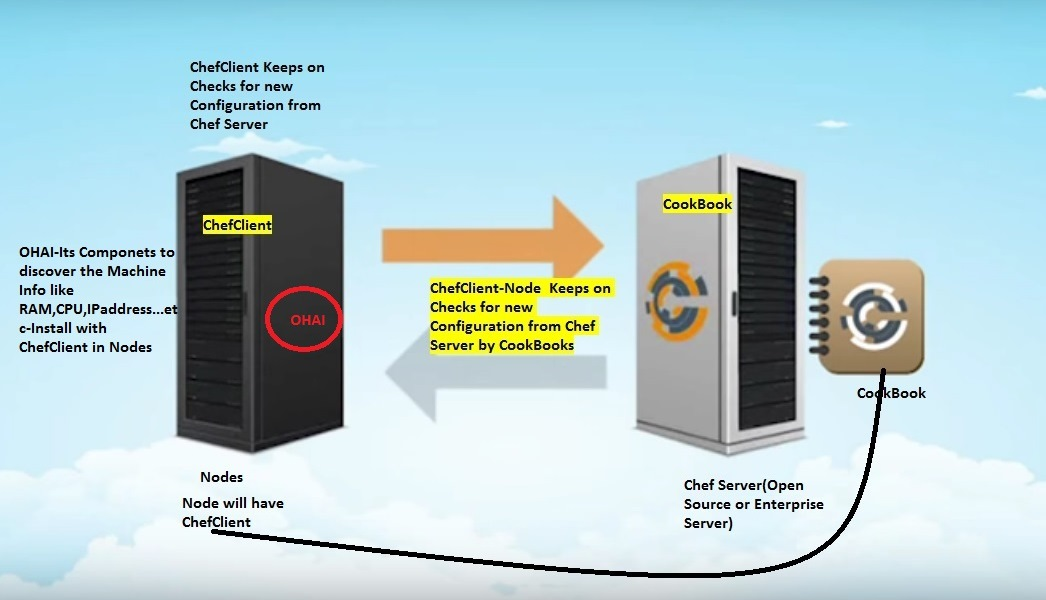 ChefClient Keeps on
Checks for new
Configuration from
Chef Server
ChefClient
CookBook
OHAI-Its Componets to
discover the Machine
Info like
RAM,CPU,IPaddress...et
c-Install with
ChefClient in Nodes
OHAI
ChefClient-Node Keeps on
Checks for new
Configuration from Chef
Server by CookBooks
CookBook
Nodes
Node will have
ChefClient
Chef Server(Open
Source or Enterprise
Server)